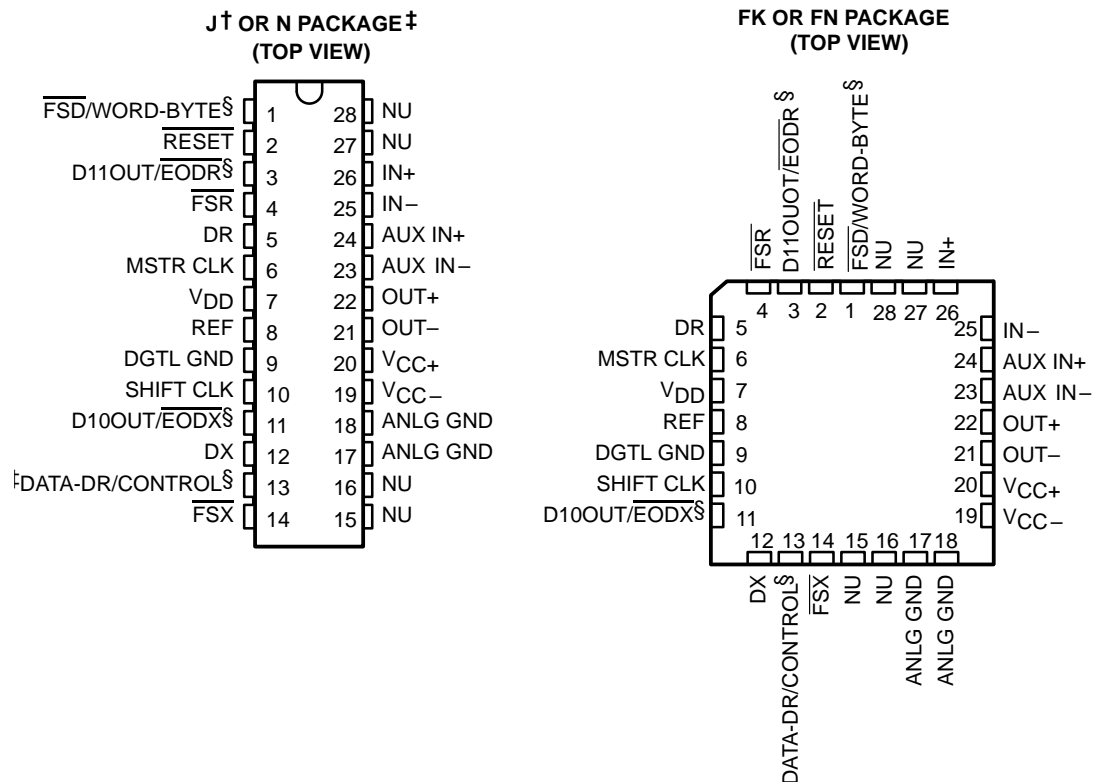 J† OR N PACKAGE‡
(TOP VIEW)
FSD/WORD-BYTE§ 1
RESET 2
D11OUT/EODR§ 3
FSR 4
DR 5
MSTR CLK 6
VDD 7
REF 8
DGTL GND 9
SHIFT CLK 10
D10OUT/EODX§ 11
DX 12
‡DATA-DR/CONTROL§ 13
FSX 14
28 NU
27 NU
26 IN+
25 IN−
24 AUX IN+
23 AUX IN−
22 OUT+
21 OUT−
20 VCC+
19 VCC−
18 ANLG GND
17 ANLG GND
16 NU
15 NU
FK OR FN PACKAGE
(TOP VIEW)
FSR
D11OUOT/EODR§
RESET
FSD/WORD-BYTE§
NU
NU
IN+
4 3 2 1 28 27 26
DR 5
MSTR CLK 6
VDD 7
REF 8
DGTL GND 9
SHIFT CLK 10
D10OUT/EODX§ 11
25 IN−
24 AUX IN+
23 AUX IN−
22 OUT+
21 OUT−
20 VCC+
19 VCC−
12 13 14 15 16 17 18
DX
DATA-DR/CONTROL§
FSX
NU
NU
ANLG GND
ANLG GND